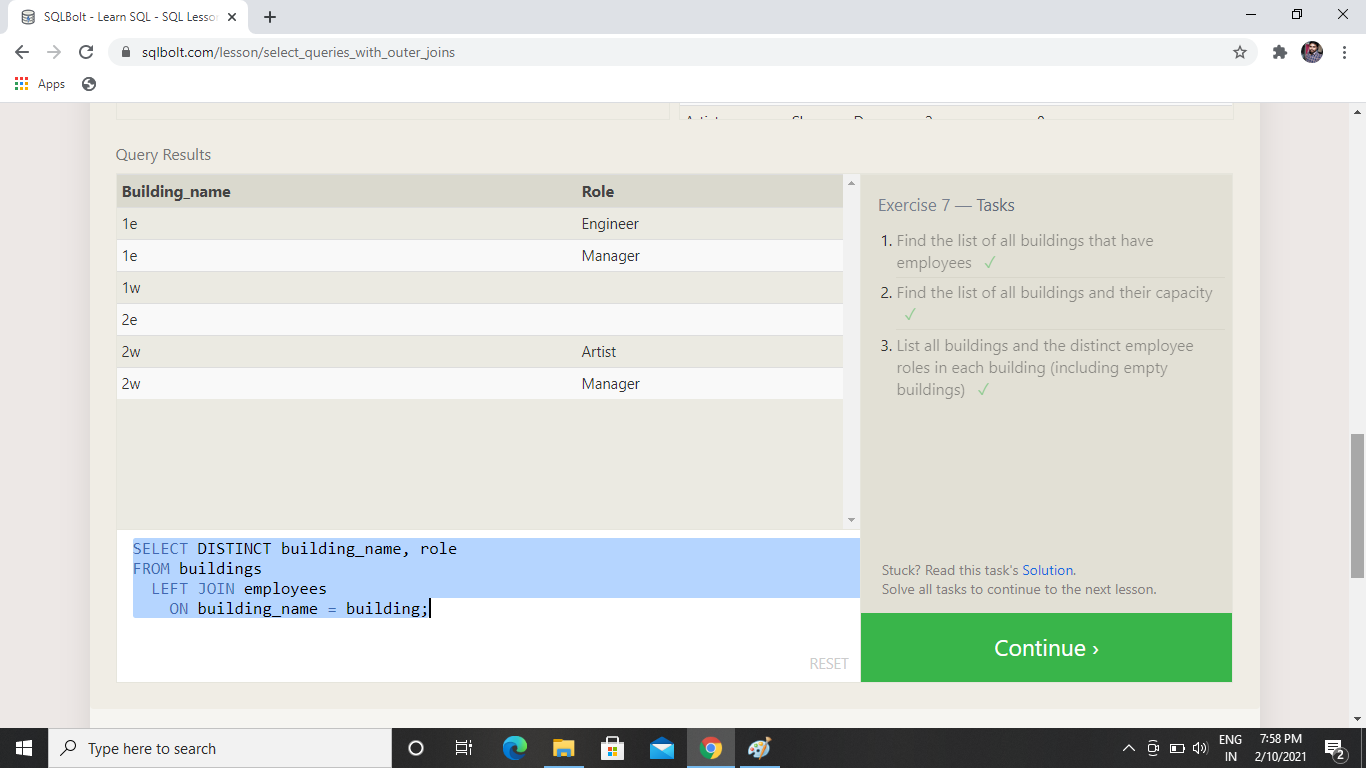 SQLBolt - Learn SQL - SQL Lesso
sqlbolt.com/lesson/select_queries_with_outer_joins
Apps
Query Results
Building_name Role
1e Engineer
1e Manager
1w
2e
2w Artist
2w Manager
Exercise 7 — Tasks
1. Find the list of all buildings that have
employees ✓
2. Find the list of all buildings and their capacity
✓
3. List all buildings and the distinct employee
roles in each building (including empty
buildings) ✓
SELECT DISTINCT building_name, role
FROM buildings
LEFT JOIN employees
ON building_name = building;
RESET
Stuck? Read this task's Solution.
Solve all tasks to continue to the next lesson.
Continue ›
Type here to search
ENG
IN
7:58 PM
2/10/2021
2